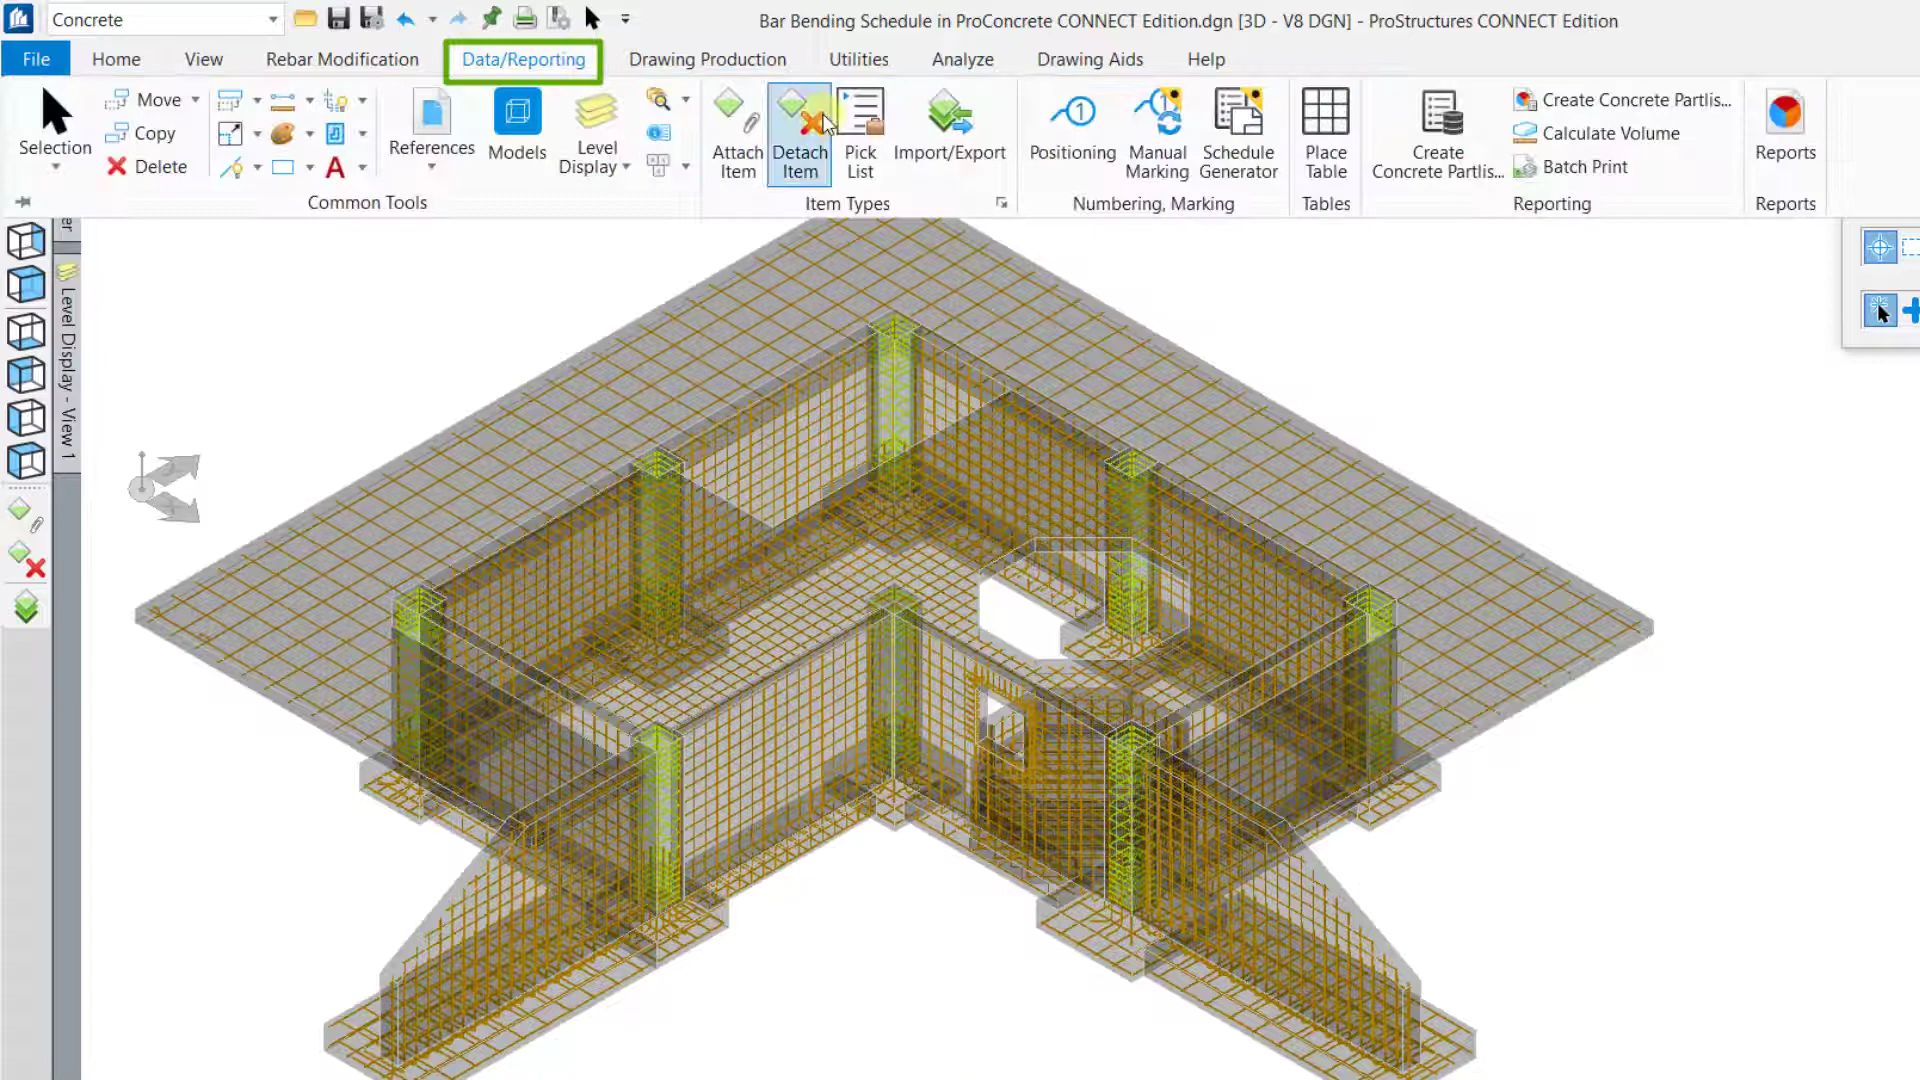 Concrete
Bar Bending Schedule in ProConcrete CONNECT Edition.dgn [3D - V8 DGN] - ProStructures CONNECT Edition
File Home View Rebar Modification Data/Reporting Drawing Production Utilities Analyze Drawing Aids Help
Selection
Move
Copy
Delete
A
References
Models
Level
Display
Common Tools
Attach
Item
Detach
Item
Pick
List
Import/Export
Item Types
Positioning
Manual
Marking
Schedule
Generator
Numbering, Marking
Place
Table
Tables
Create
Concrete Partlis...
Create Concrete Partlis...
Calculate Volume
Batch Print
Reporting
Reports
Reports
er
Level Display - View 1